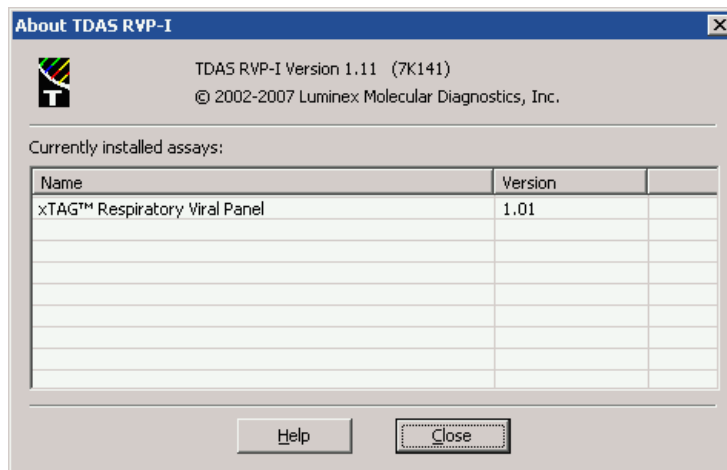 About TDAS RVP-I
TDAS RVP-I Version 1.11 (7K141)
© 2002-2007 Luminex Molecular Diagnostics, Inc.
Currently installed assays:
Name Version
xTAG™ Respiratory Viral Panel 1.01
Help Close